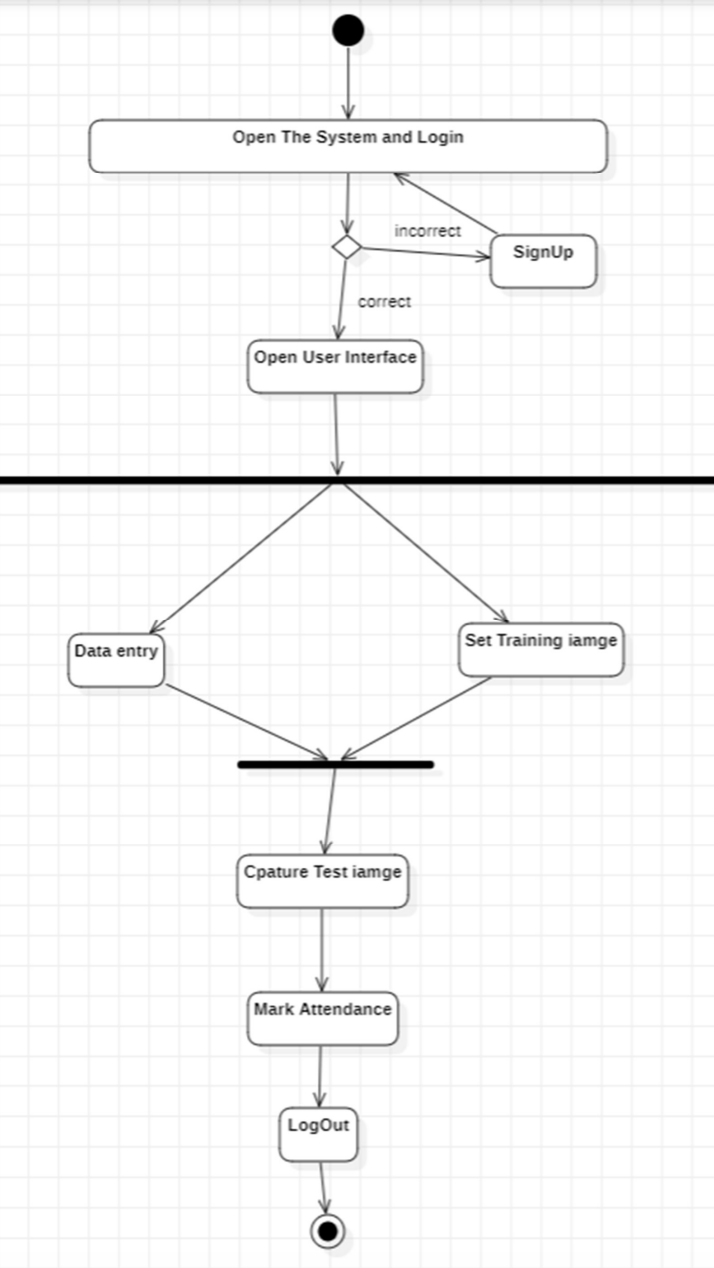 Open The System and Login
incorrect
SignUp
correct
Open User Interface
Data entry
Set Training iamge
Cpature Test iamge
Mark Attendance
LogOut